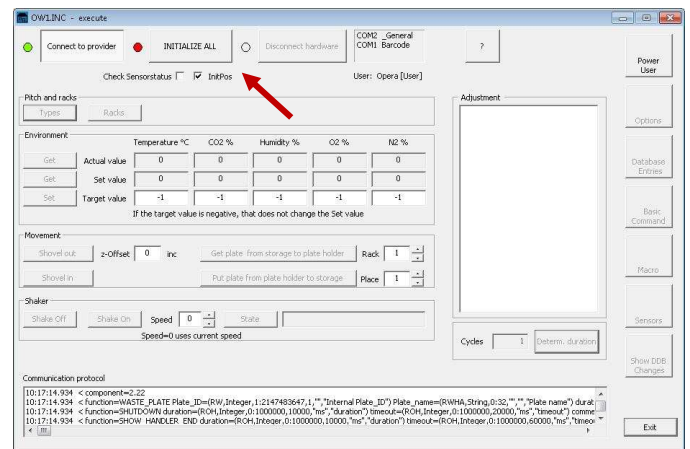 OW1.INC - execute
Connect to provider
INITIALIZE ALL
Disconnect hardware
COM2 _General
COM1 Barcode
?
Power
User
Check Sensorstatus
InitPos
User: Opera [User]
Pitch and racks
Types
Racks
Adjustment
Options
Environment
Temperature °C CO2 % Humidity % O2 % N2 %
Get Actual value 0 0 0 0 0
Get Set value 0 0 0 0 0
Set Target value -1 -1 -1 -1 -1
If the target value is negative, that does not change the Set value
Database
Entries
Basic
Command
Movement
Shovel out z-Offset 0 inc Get plate from storage to plate holder Rack 1
Shovel in Put plate from plate holder to storage Place 1
Macro
Shaker
Shake Off Shake On Speed 0 State
Speed=0 uses current speed
Sensors
Cycles 1 Determ. duration
Show DDB
Changes
Communication protocol
10:17:14.934 < component=2.22
10:17:14.934 < function=WASTE_PLATE Plate_ID=(RW,Integer,1:2147483647,1,"","Internal Plate_ID") Plate_name=(RWHA,String,0:32,"","","Plate name") durat
10:17:14.934 < function=SHUTDOWN duration=(ROH,Integer,0:1000000,10000,"ms","duration") timeout=(ROH,Integer,0:1000000,20000,"ms","timeout") comme
10:17:14.934 < function=SHOW_HANDLER_END duration=(ROH,Integer,0:1000000,10000,"ms","duration") timeout=(ROH,Integer,0:1000000,60000,"ms","timeo
Exit